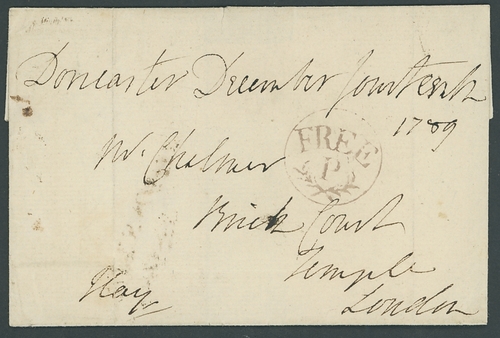 Doncaster December fourteenth
1789
FREE
P
Mr. Chalmer
Brick Court
Temple
London
Hay